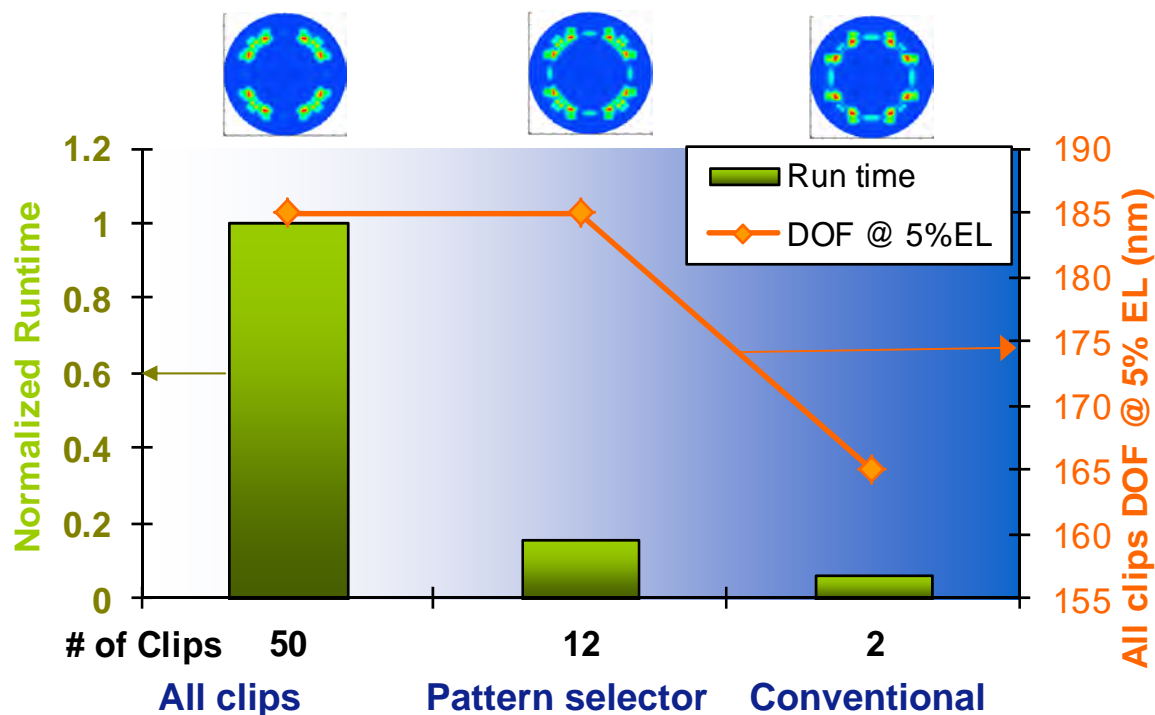 1.2
1
0.8
0.6
0.4
0.2
0
Normalized Runtime
Run time
DOF @ 5%EL
190
185
180
175
170
165
160
155
All clips DOF @ 5% EL (nm)
# of Clips 50 12 2
All clips Pattern selector Conventional